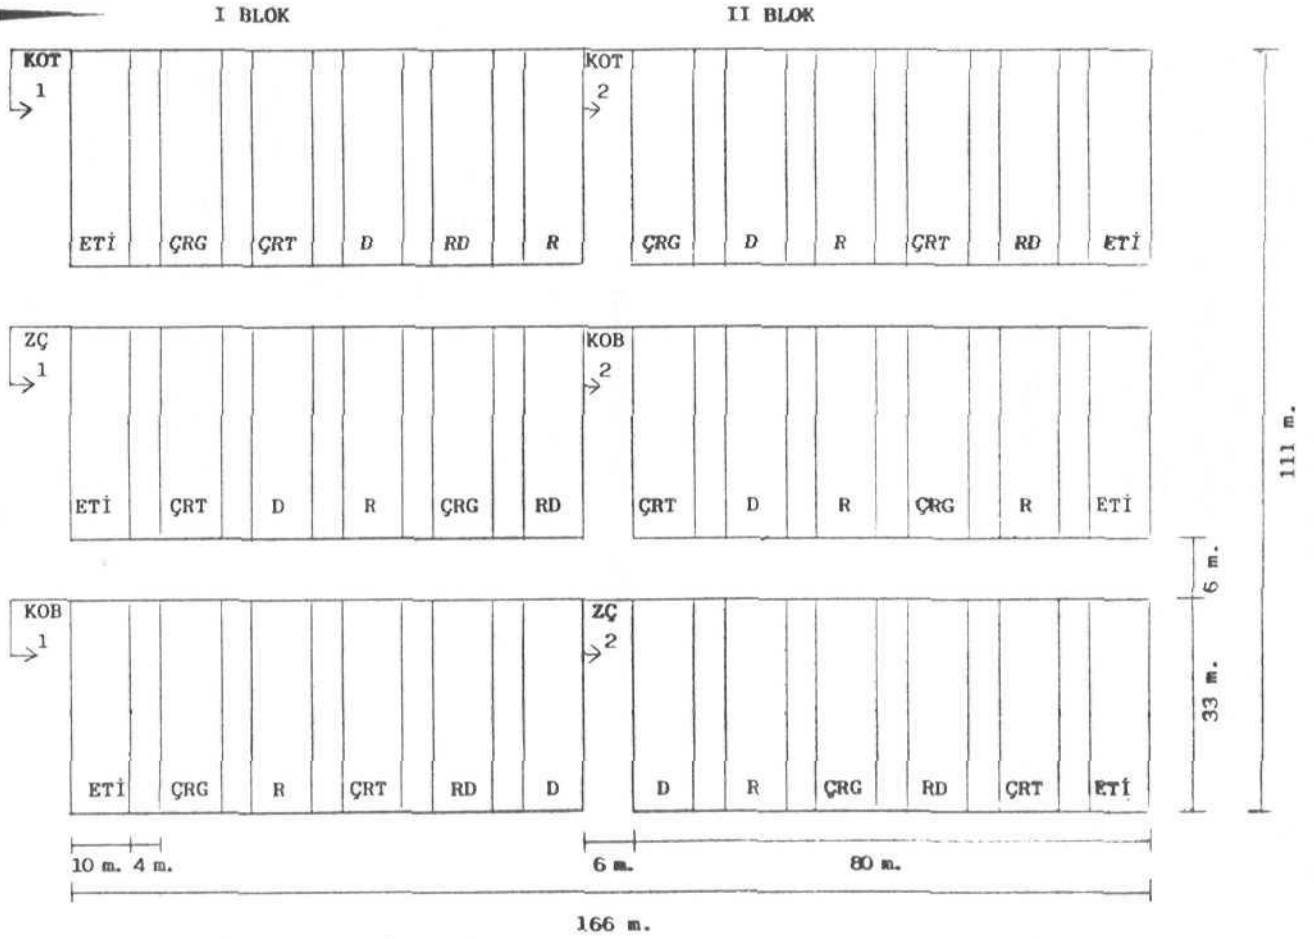 I BLOK
II BLOK
KOT
1
KOT
2
ETİ ÇRG ÇRT D RD R
ÇRG D R ÇRT RD ETİ
ZÇ
1
KOB
2
ETİ ÇRT D R ÇRG RD
ÇRT D R ÇRG R ETİ
KOB
1
ZÇ
2
ETİ ÇRG R ÇRT RD D
D R ÇRG RD ÇRT ETİ
111 m.
6 m.
33 m.
10 m. 4 m.
6 m.
80 m.
166 m.